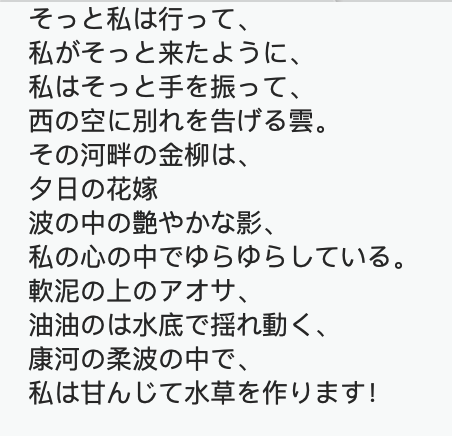 そっと私は行って、
私がそっと来たように、
私はそっと手を振って、
西の空に別れを告げる雲。
その河畔の金柳は、
夕日の花嫁
波の中の艶やかな影、
私の心の中でゆらゆらしている。
軟泥の上のアオサ、
油油のは水底で揺れ動く、
康河の柔波の中で、
私は甘んじて水草を作ります!